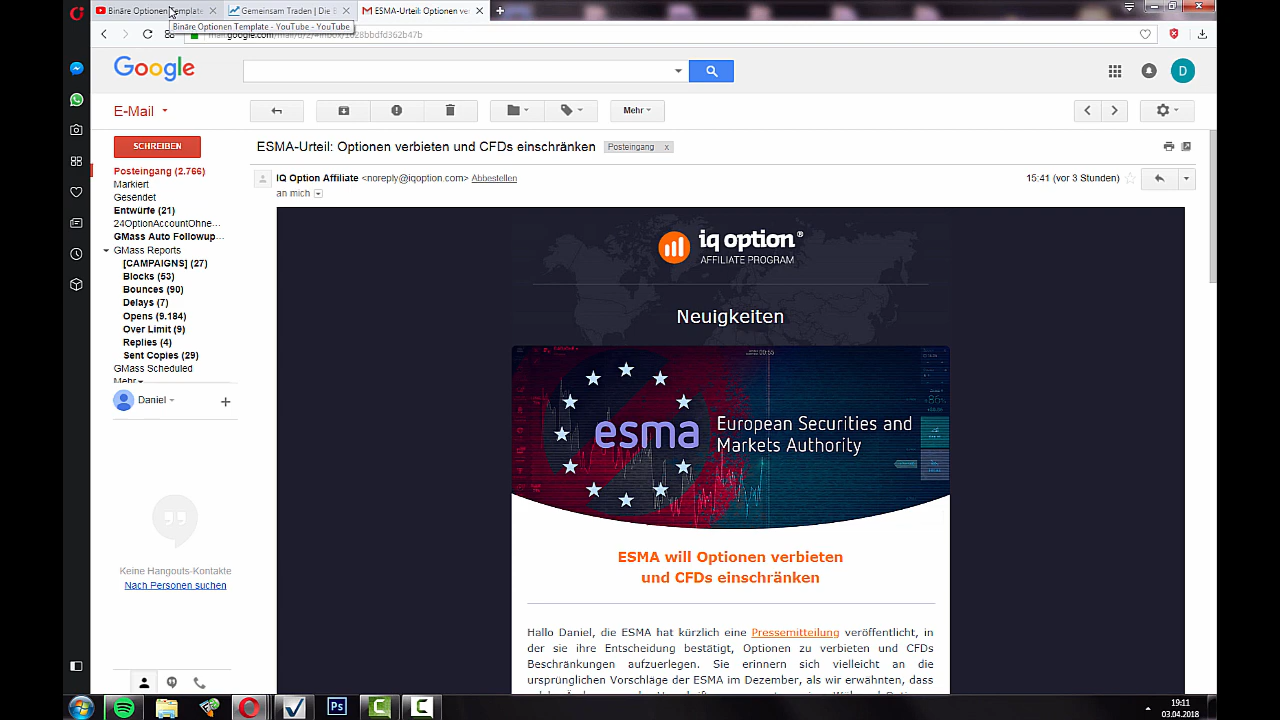 Binäre Optionen Template
Gemeinsam Traden | Die B
ESMA-Urteil: Optionen ver
Binäre Optionen Template - YouTube - YouTube
Google
D
E-Mail
Mehr
SCHREIBEN
ESMA-Urteil: Optionen verbieten und CFDs einschränken
Posteingang x
Posteingang (2.766)
Markiert
Gesendet
Entwürfe (21)
24OptionAccountOhne...
GMass Auto Followup...
GMass Reports
[CAMPAIGNS] (27)
Blocks (53)
Bounces (90)
Delays (7)
Opens (9.184)
Over Limit (9)
Replies (4)
Sent Copies (29)
GMass Scheduled
Mehr
Daniel
Keine Hangouts-Kontakte
Nach Personen suchen
IQ Option Affiliate <noreply@iqoption.com> Abbestellen
15:41 (vor 3 Stunden)
an mich
iq option®
AFFILIATE PROGRAM
Neuigkeiten
esma
European Securities and
Markets Authority
ESMA will Optionen verbieten
und CFDs einschränken
Hallo Daniel, die ESMA hat kürzlich eine Pressemitteilung veröffentlicht, in
der sie ihre Entscheidung bestätigt, Optionen zu verbieten und CFDs
Beschränkungen aufzuerlegen. Sie erinnern sich vielleicht an die
ursprünglichen Vorschläge der ESMA im Dezember, als wir erwähnten, dass
Ps
19:11
03.04.2018